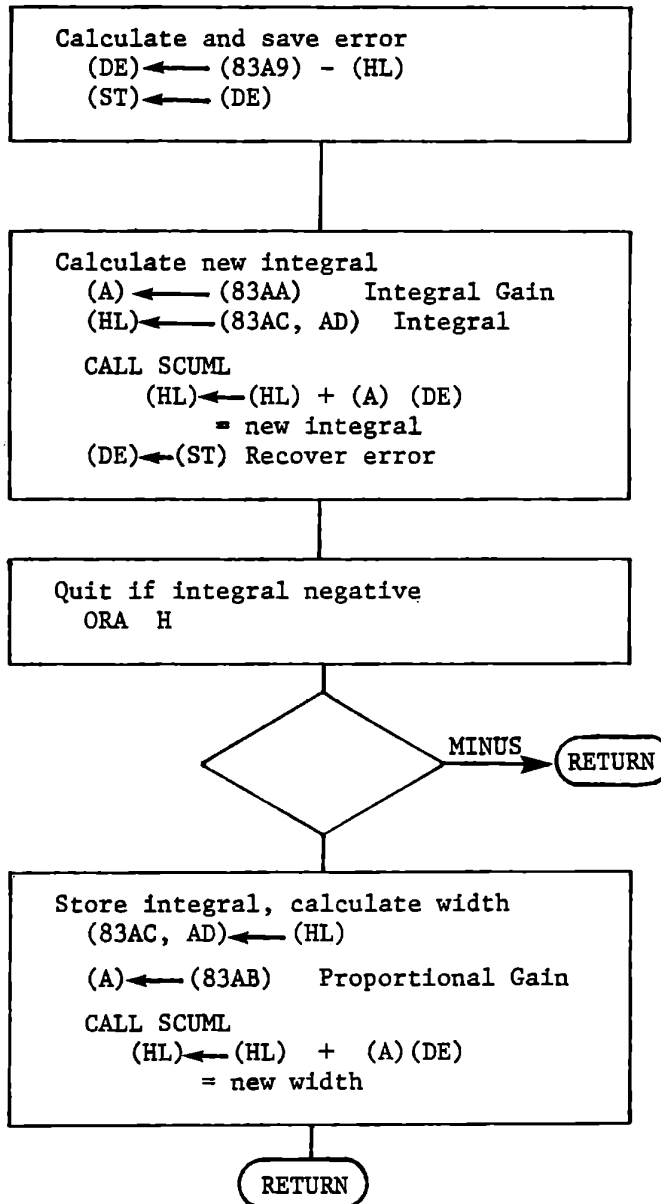 Calculate and save error
(DE)←(83A9) - (HL)
(ST)←(DE)
Calculate new integral
(A) ← (83AA) Integral Gain
(HL)←(83AC, AD) Integral
CALL SCUML
(HL)←(HL) + (A) (DE)
= new integral
(DE)←(ST) Recover error
Quit if integral negative
ORA H
MINUS
RETURN
Store integral, calculate width
(83AC, AD)←(HL)
(A)←(83AB) Proportional Gain
CALL SCUML
(HL)←(HL) + (A)(DE)
= new width
RETURN